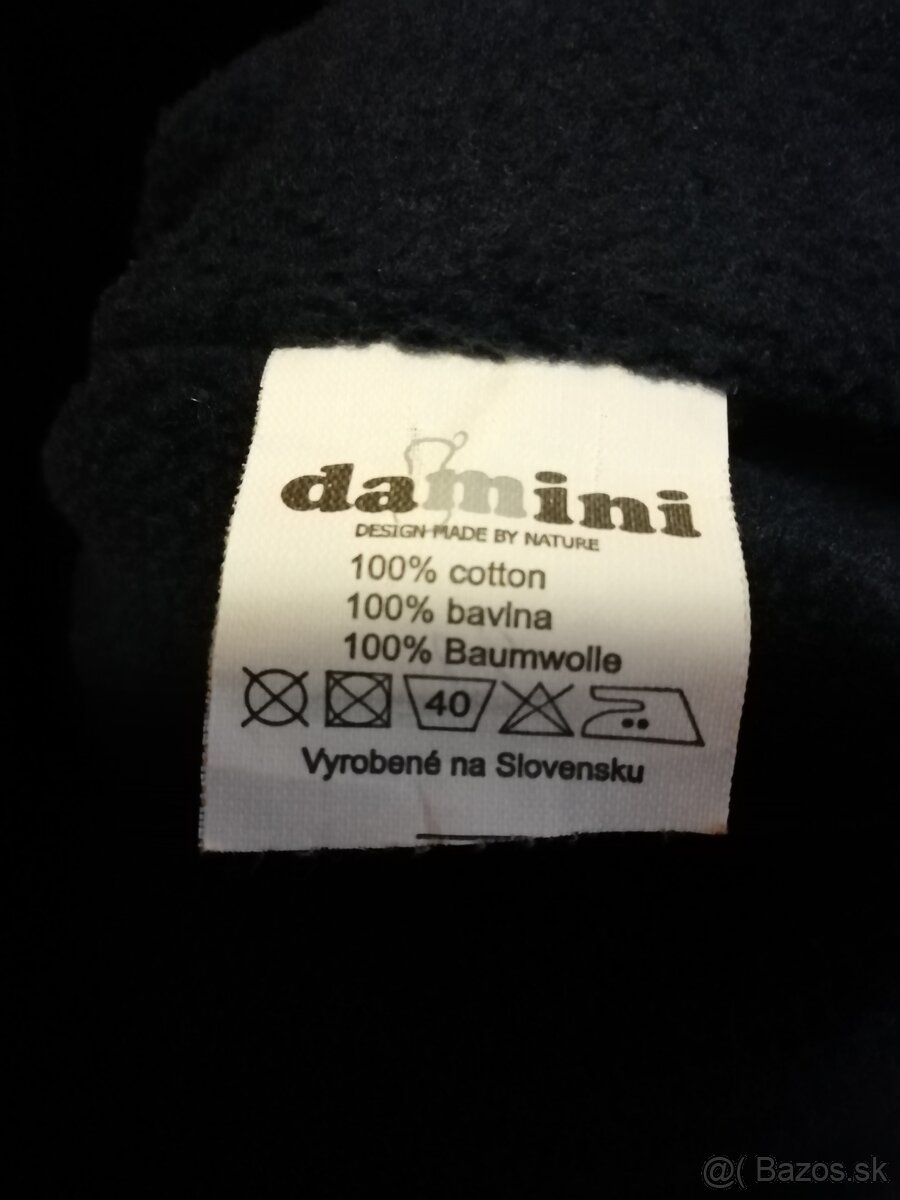 damini
DESIGN MADE BY NATURE
100% cotton
100% bavlna
100% Baumwolle
40
Vyrobené na Slovensku
@( Bazos.sk